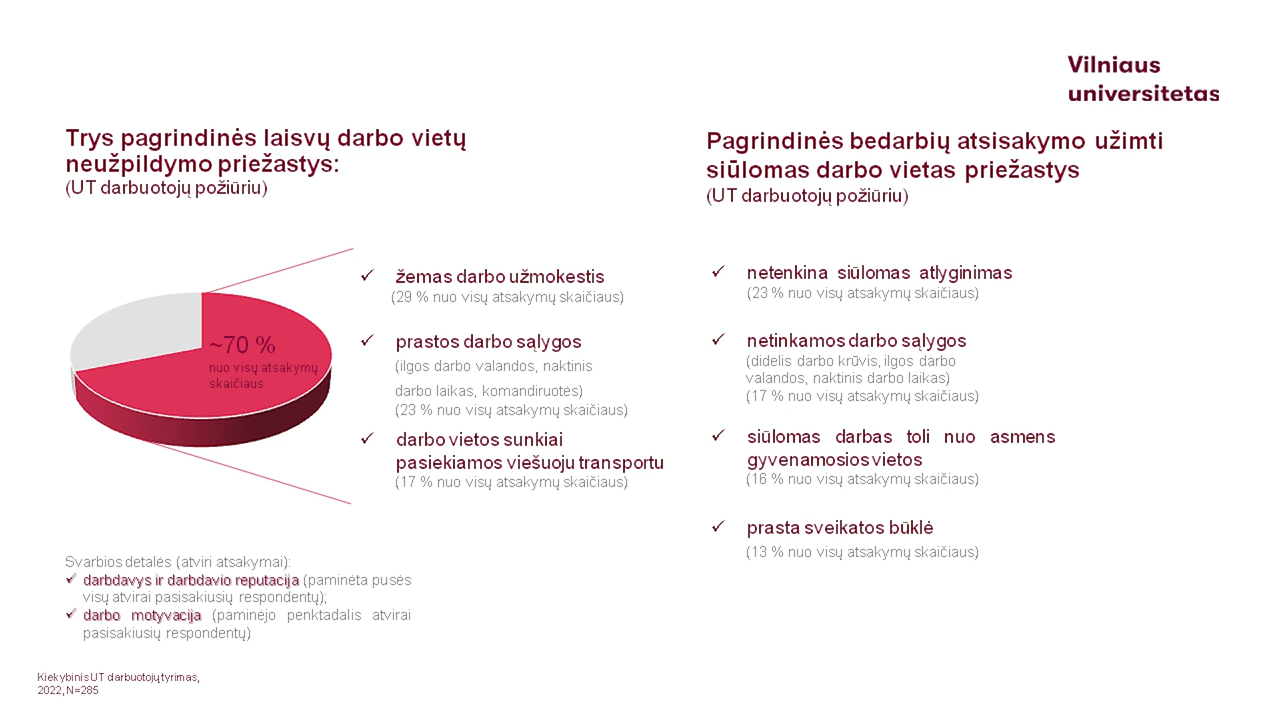 Vilniaus
universitetas
Trys pagrindinės laisvų darbo vietų
neužpildymo priežastys:
(UT darbuotojų požiūriu)
~70 %
nuo visų atsakymų
skaičiaus
žemas darbo užmokestis
(29 % nuo visų atsakymų skaičiaus)
prastos darbo sąlygos
(ilgos darbo valandos, naktinis
darbo laikas, komandiruotės)
(23 % nuo visų atsakymų skaičiaus)
darbo vietos sunkiai
pasiekiamos viešuoju transportu
(17 % nuo visų atsakymų skaičiaus)
Svarbios detalės (atviri atsakymai):
darbdavys ir darbdavio reputacija (paminėta pusės
visų atvirai pasisakiusių respondentų);
darbo motyvacija (paminėjo penktadalis atvirai
pasisakiusių respondentų)
Pagrindinės bedarbių atsisakymo užimti
siūlomas darbo vietas priežastys
(UT darbuotojų požiūriu)
netenkina siūlomas atlyginimas
(23 % nuo visų atsakymų skaičiaus)
netinkamos darbo sąlygos
(didelis darbo krūvis, ilgos darbo
valandos, naktinis darbo laikas)
(17 % nuo visų atsakymų skaičiaus)
siūlomas darbas toli nuo asmens
gyvenamosios vietos
(16 % nuo visų atsakymų skaičiaus)
prasta sveikatos būklė
(13 % nuo visų atsakymų skaičiaus)
Kiekybinis UT darbuotojų tyrimas,
2022, N=285